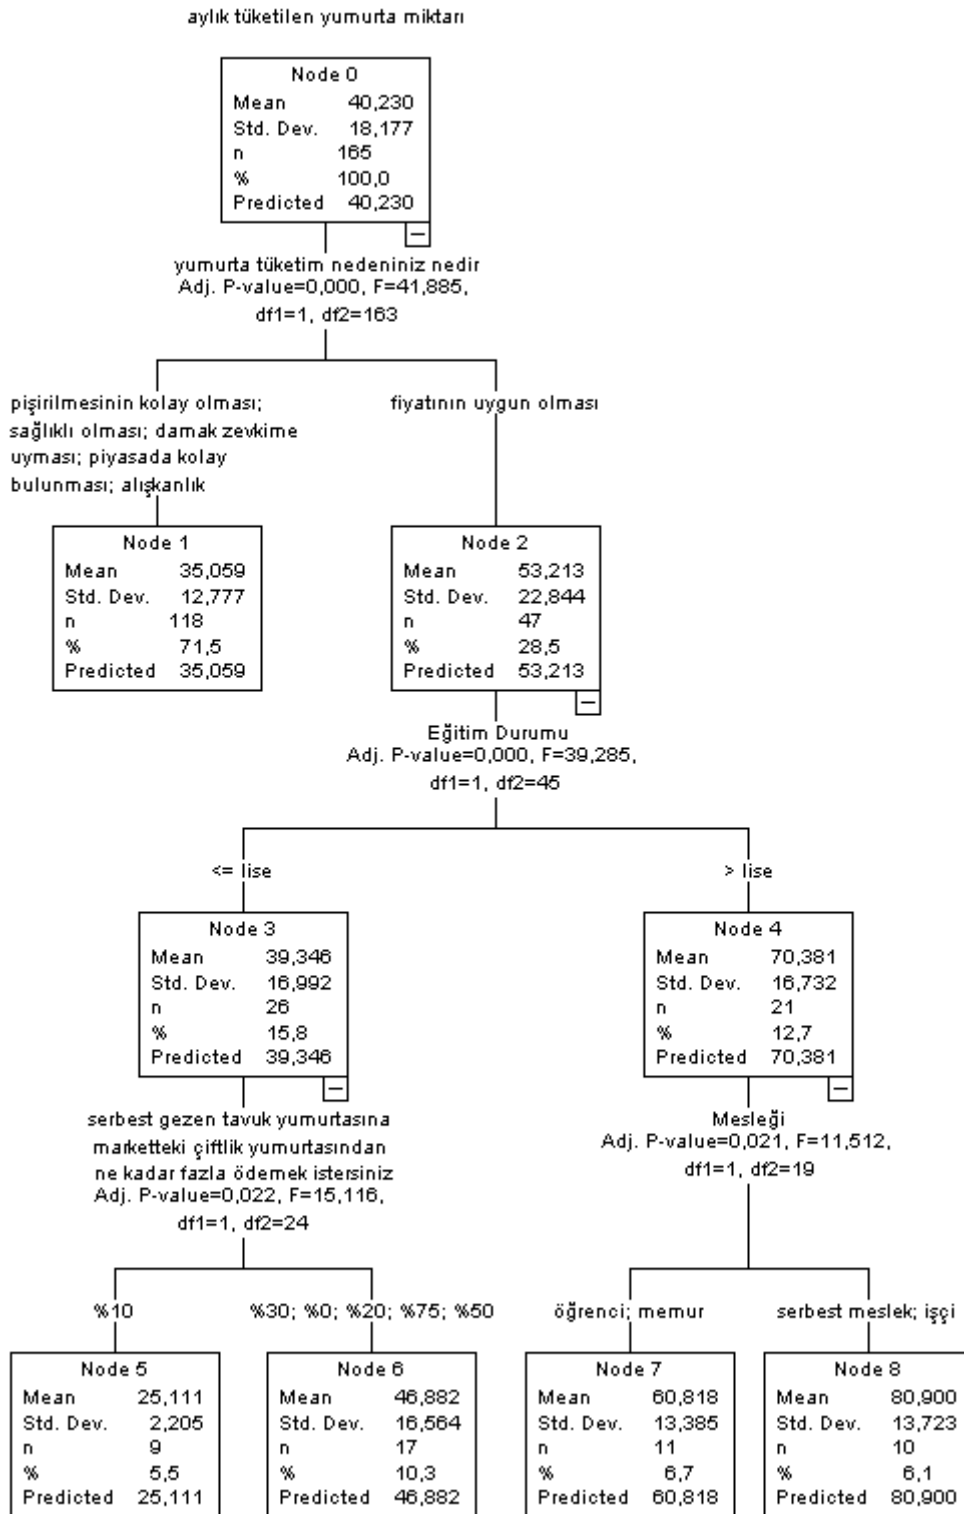 aylık tüketilen yumurta miktarı
Node 0
Mean 40,230
Std. Dev. 18,177
n 165
% 100,0
Predicted 40,230
yumurta tüketim nedeniniz nedir
Adj. P-value=0,000, F=41,885,
df1=1, df2=163
pişirilmesinin kolay olması;
sağlıklı olması; damak zevkime
uyması; piyasada kolay
bulunması; alışkanlık
fiyatının uygun olması
Node 1
Mean 35,059
Std. Dev. 12,777
n 118
% 71,5
Predicted 35,059
Node 2
Mean 53,213
Std. Dev. 22,844
n 47
% 28,5
Predicted 53,213
Eğitim Durumu
Adj. P-value=0,000, F=39,285,
df1=1, df2=45
<= lise
> lise
Node 3
Mean 39,346
Std. Dev. 16,992
n 26
% 15,8
Predicted 39,346
Node 4
Mean 70,381
Std. Dev. 16,732
n 21
% 12,7
Predicted 70,381
serbest gezen tavuk yumurtasına
marketteki çiftlik yumurtasından
ne kadar fazla ödemek istersiniz
Adj. P-value=0,022, F=15,116,
df1=1, df2=24
Mesleği
Adj. P-value=0,021, F=11,512,
df1=1, df2=19
%10
%30; %0; %20; %75; %50
öğrenci; memur
serbest meslek; işçi
Node 5
Mean 25,111
Std. Dev. 2,205
n 9
% 5,5
Predicted 25,111
Node 6
Mean 46,882
Std. Dev. 16,564
n 17
% 10,3
Predicted 46,882
Node 7
Mean 60,818
Std. Dev. 13,385
n 11
% 6,7
Predicted 60,818
Node 8
Mean 80,900
Std. Dev. 13,723
n 10
% 6,1
Predicted 80,900